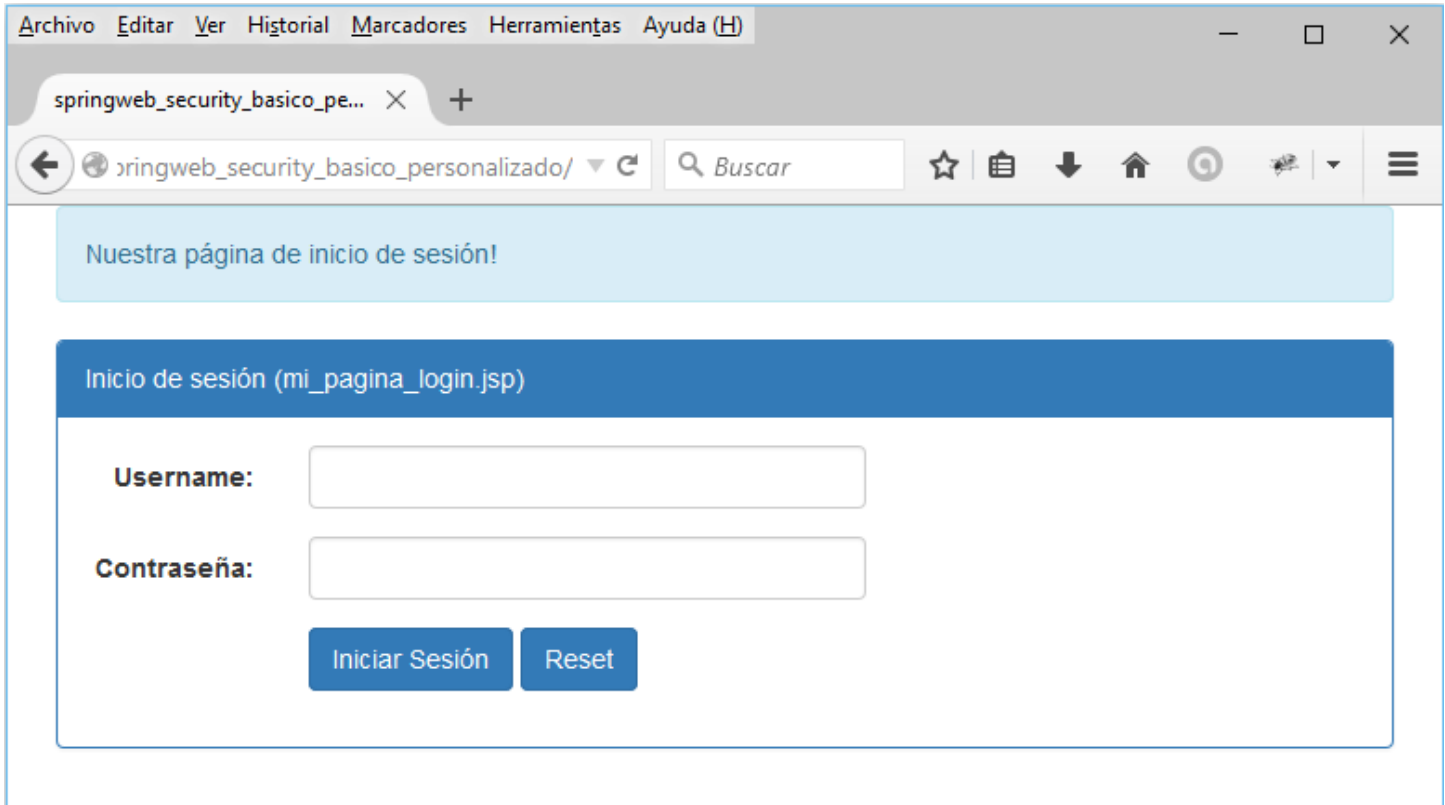 Archivo Editar Ver Historial Marcadores Herramientas Ayuda (H)
springweb_security_basico_pe...
ringweb_security_basico_personalizado/ Buscar
Nuestra página de inicio de sesión!
Inicio de sesión (mi_pagina_login.jsp)
Username:
Contraseña:
Iniciar Sesión Reset